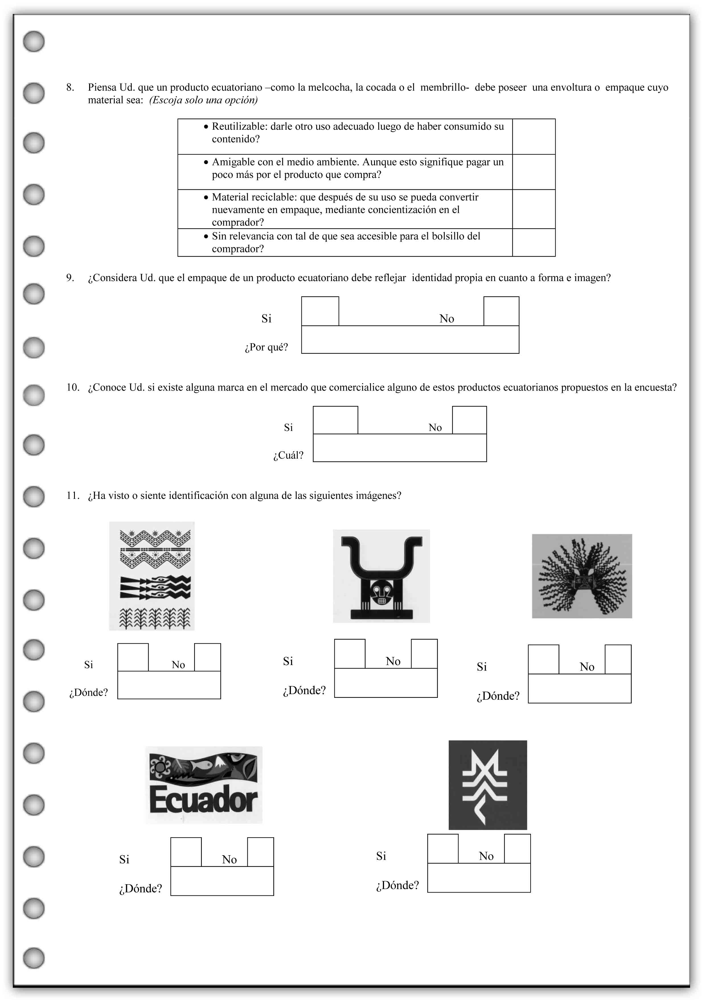 8. Piensa Ud. que un producto ecuatoriano –como la melcocha, la cocada o el membrillo- debe poseer una envoltura o empaque cuyo
material sea: (Escoja solo una opción)
• Reutilizable: darle otro uso adecuado luego de haber consumido su
contenido?
• Amigable con el medio ambiente. Aunque esto signifique pagar un
poco más por el producto que compra?
• Material reciclable: que después de su uso se pueda convertir
nuevamente en empaque, mediante concientización en el
comprador?
• Sin relevancia con tal de que sea accesible para el bolsillo del
comprador?
9. ¿Considera Ud. que el empaque de un producto ecuatoriano debe reflejar identidad propia en cuanto a forma e imagen?
Si No
¿Por qué?
10. ¿Conoce Ud. si existe alguna marca en el mercado que comercialice alguno de estos productos ecuatorianos propuestos en la encuesta?
Si No
¿Cuál?
11. ¿Ha visto o siente identificación con alguna de las siguientes imágenes?
Si No
¿Dónde?
Si No
¿Dónde?
Si No
¿Dónde?
Ecuador
Si No
¿Dónde?
Si No
¿Dónde?